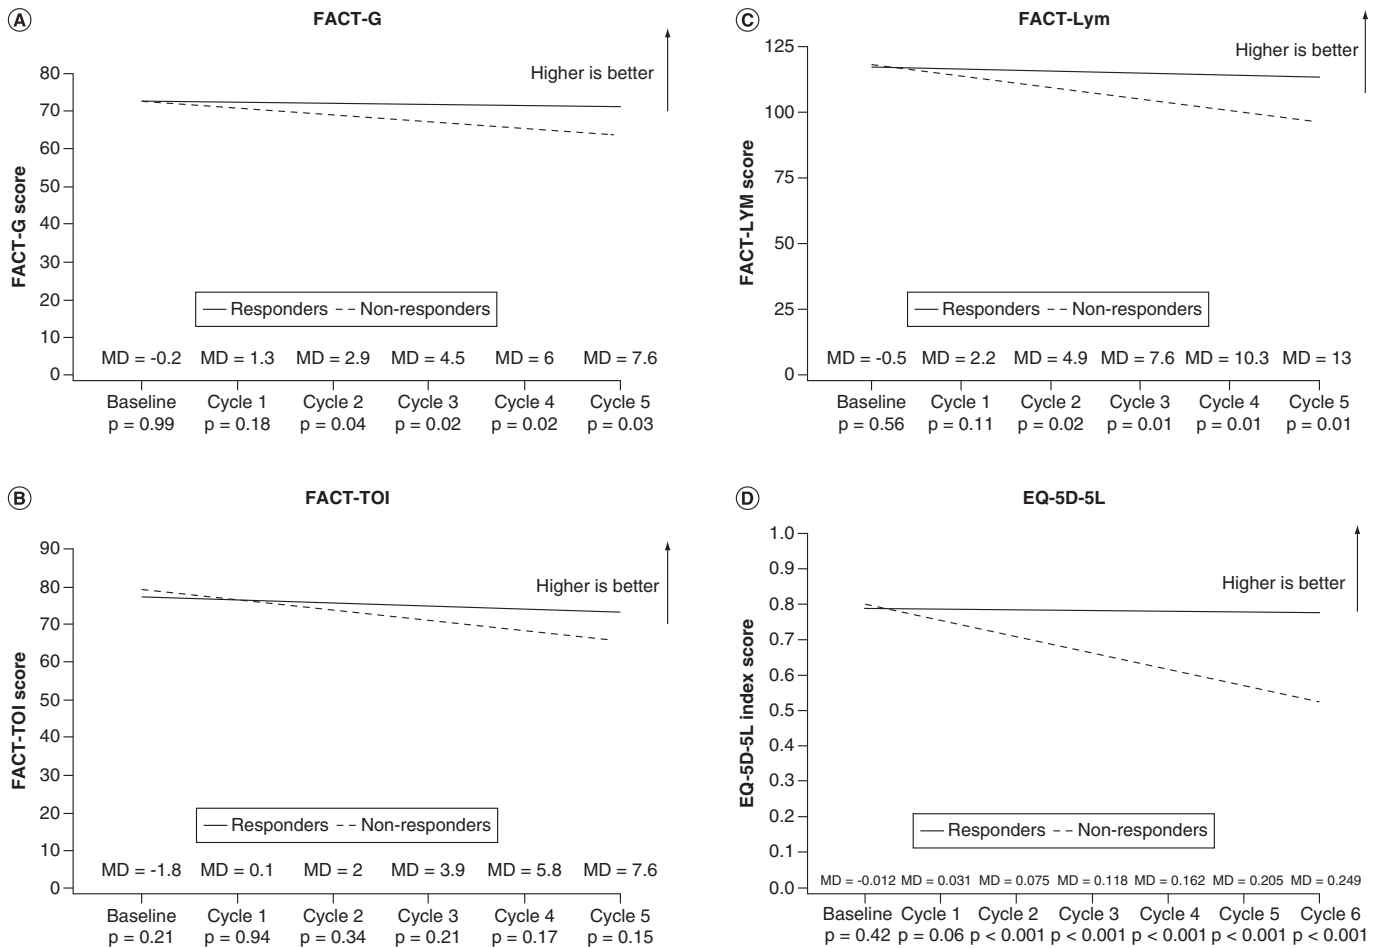 A
FACT-G
Higher is better
FACT-G score
80
70
60
50
40
30
20
10
0
Responders Non-responders
MD = -0.2 MD = 1.3 MD = 2.9 MD = 4.5 MD = 6 MD = 7.6
Baseline Cycle 1 Cycle 2 Cycle 3 Cycle 4 Cycle 5
p = 0.99 p = 0.18 p = 0.04 p = 0.02 p = 0.02 p = 0.03
B
FACT-TOI
Higher is better
FACT-TOI score
90
80
70
60
50
40
30
20
10
0
Responders Non-responders
MD = -1.8 MD = 0.1 MD = 2 MD = 3.9 MD = 5.8 MD = 7.6
Baseline Cycle 1 Cycle 2 Cycle 3 Cycle 4 Cycle 5
p = 0.21 p = 0.94 p = 0.34 p = 0.21 p = 0.17 p = 0.15
C
FACT-Lym
Higher is better
FACT-LYM score
125
100
75
50
25
0
Responders Non-responders
MD = -0.5 MD = 2.2 MD = 4.9 MD = 7.6 MD = 10.3 MD = 13
Baseline Cycle 1 Cycle 2 Cycle 3 Cycle 4 Cycle 5
p = 0.56 p = 0.11 p = 0.02 p = 0.01 p = 0.01 p = 0.01
D
EQ-5D-5L
Higher is better
EQ-5D-5L index score
1.0
0.9
0.8
0.7
0.6
0.5
0.4
0.3
0.2
0.1
0.0
Responders Non-responders
MD = -0.012 MD = 0.031 MD = 0.075 MD = 0.118 MD = 0.162 MD = 0.205 MD = 0.249
Baseline Cycle 1 Cycle 2 Cycle 3 Cycle 4 Cycle 5 Cycle 6
p = 0.42 p = 0.06 p < 0.001 p < 0.001 p < 0.001 p < 0.001 p < 0.001